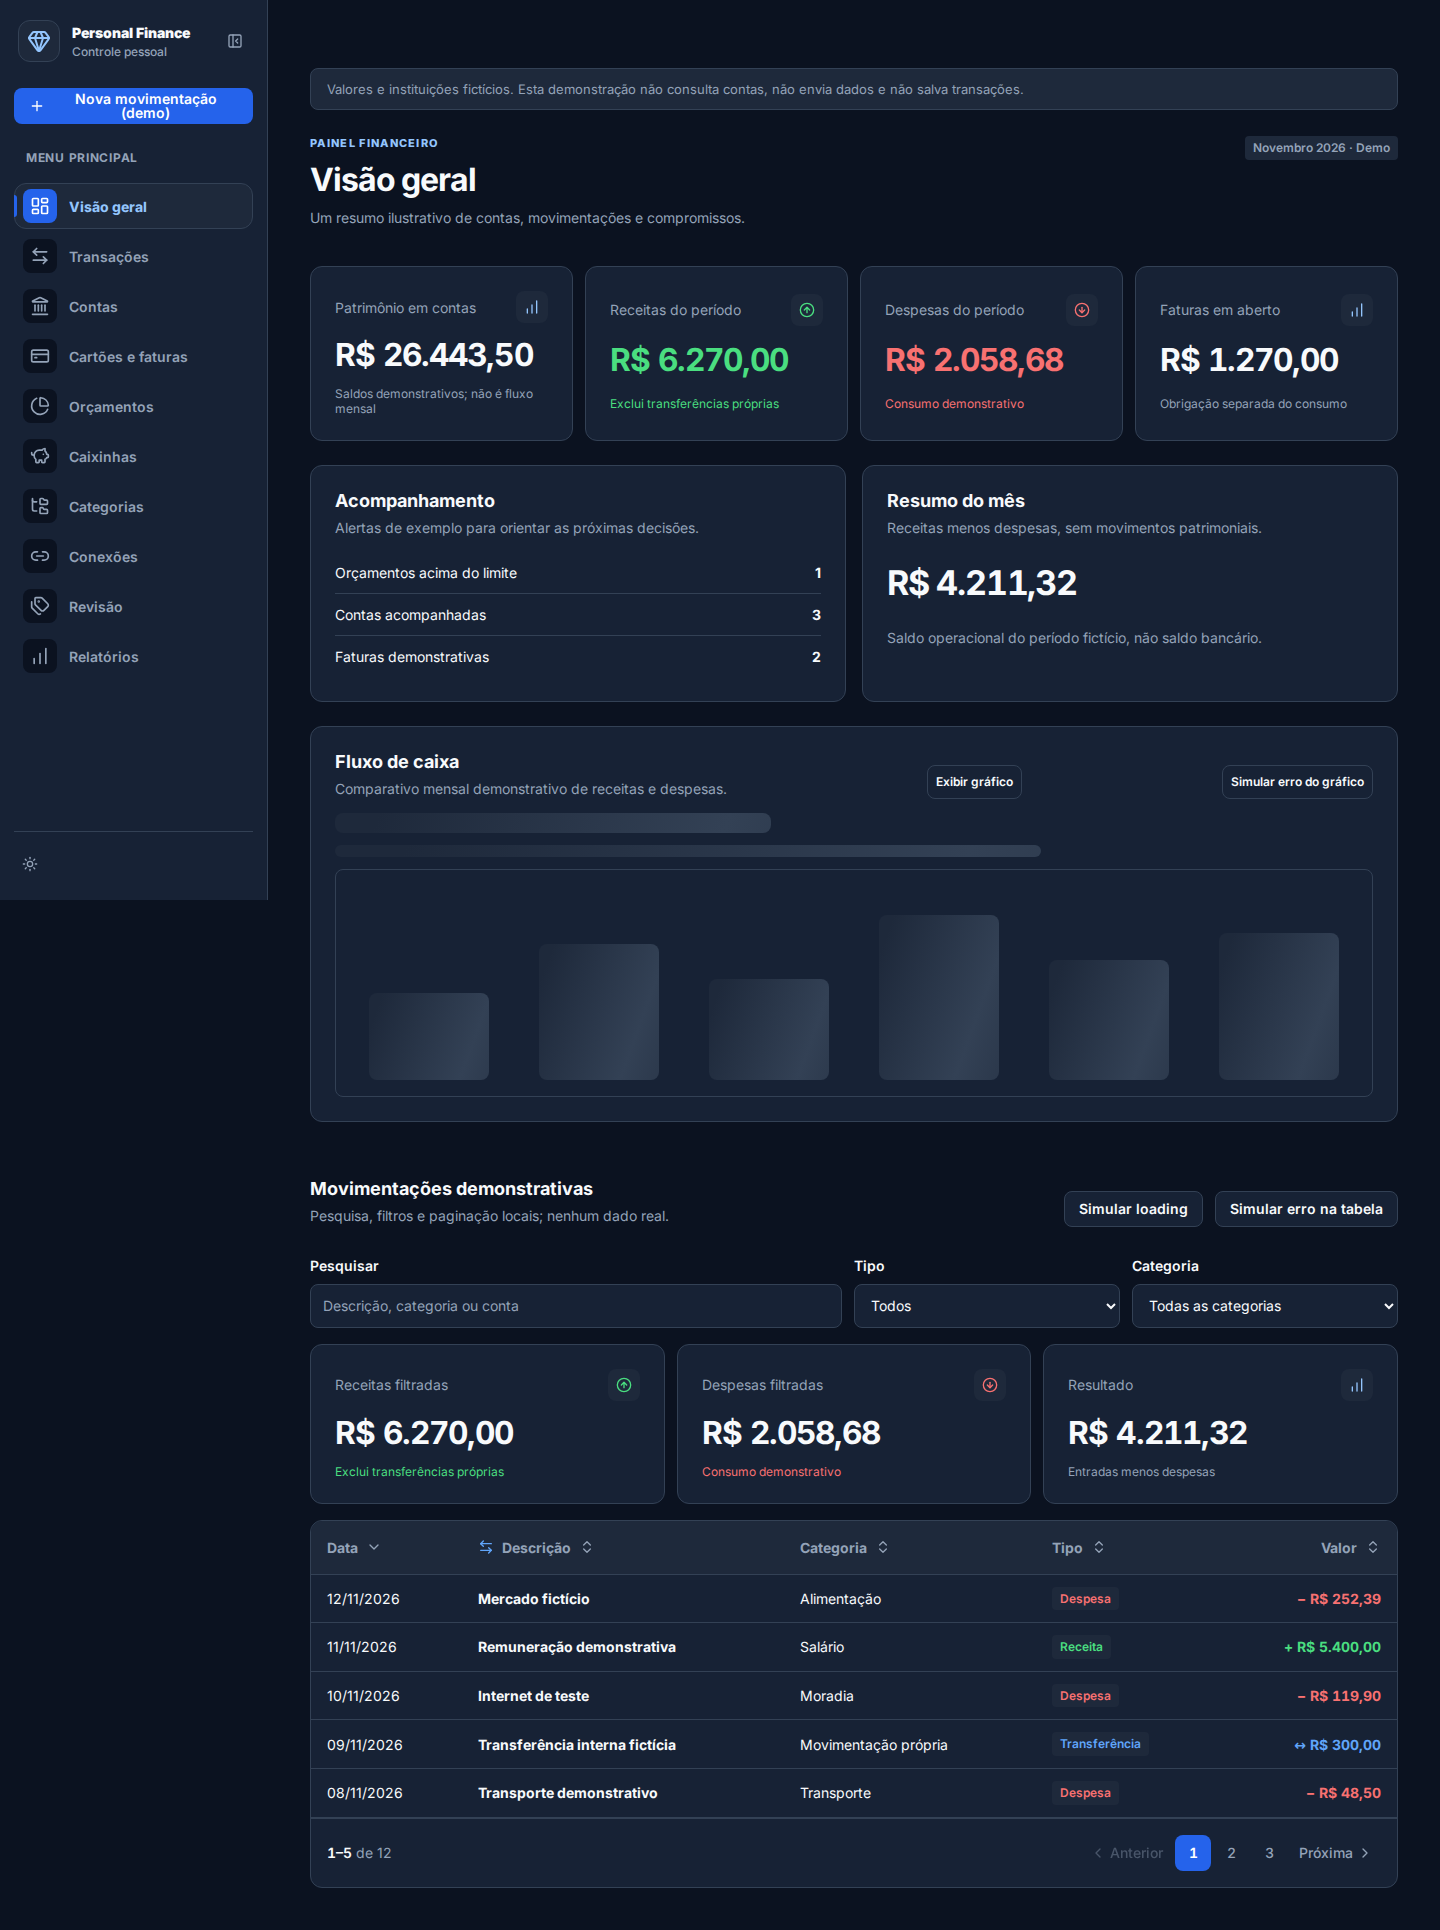 Personal Finance
Controle pessoal
Nova movimentação
(demo)
MENU PRINCIPAL
Visão geral
Transações
Contas
Cartões e faturas
Orçamentos
Caixinhas
Categorias
Conexões
Revisão
Relatórios
Valores e instituições fictícios. Esta demonstração não consulta contas, não envia dados e não salva transações.
PAINEL FINANCEIRO
Novembro 2026 · Demo
Visão geral
Um resumo ilustrativo de contas, movimentações e compromissos.
Patrimônio em contas
R$ 26.443,50
Saldos demonstrativos; não é fluxo
mensal
Receitas do período
R$ 6.270,00
Exclui transferências próprias
Despesas do período
R$ 2.058,68
Consumo demonstrativo
Faturas em aberto
R$ 1.270,00
Obrigação separada do consumo
Acompanhamento
Alertas de exemplo para orientar as próximas decisões.
Orçamentos acima do limite 1
Contas acompanhadas 3
Faturas demonstrativas 2
Resumo do mês
Receitas menos despesas, sem movimentos patrimoniais.
R$ 4.211,32
Saldo operacional do período fictício, não saldo bancário.
Fluxo de caixa
Comparativo mensal demonstrativo de receitas e despesas.
Exibir gráfico
Simular erro do gráfico
Movimentações demonstrativas
Pesquisa, filtros e paginação locais; nenhum dado real.
Simular loading
Simular erro na tabela
Pesquisar
Descrição, categoria ou conta
Tipo
Todos
Categoria
Todas as categorias
Receitas filtradas
R$ 6.270,00
Exclui transferências próprias
Despesas filtradas
R$ 2.058,68
Consumo demonstrativo
Resultado
R$ 4.211,32
Entradas menos despesas
Data Descrição Categoria Tipo Valor
12/11/2026 Mercado fictício Alimentação Despesa − R$ 252,39
11/11/2026 Remuneração demonstrativa Salário Receita + R$ 5.400,00
10/11/2026 Internet de teste Moradia Despesa − R$ 119,90
09/11/2026 Transferência interna fictícia Movimentação própria Transferência ↔ R$ 300,00
08/11/2026 Transporte demonstrativo Transporte Despesa − R$ 48,50
1–5 de 12
Anterior 1 2 3 Próxima